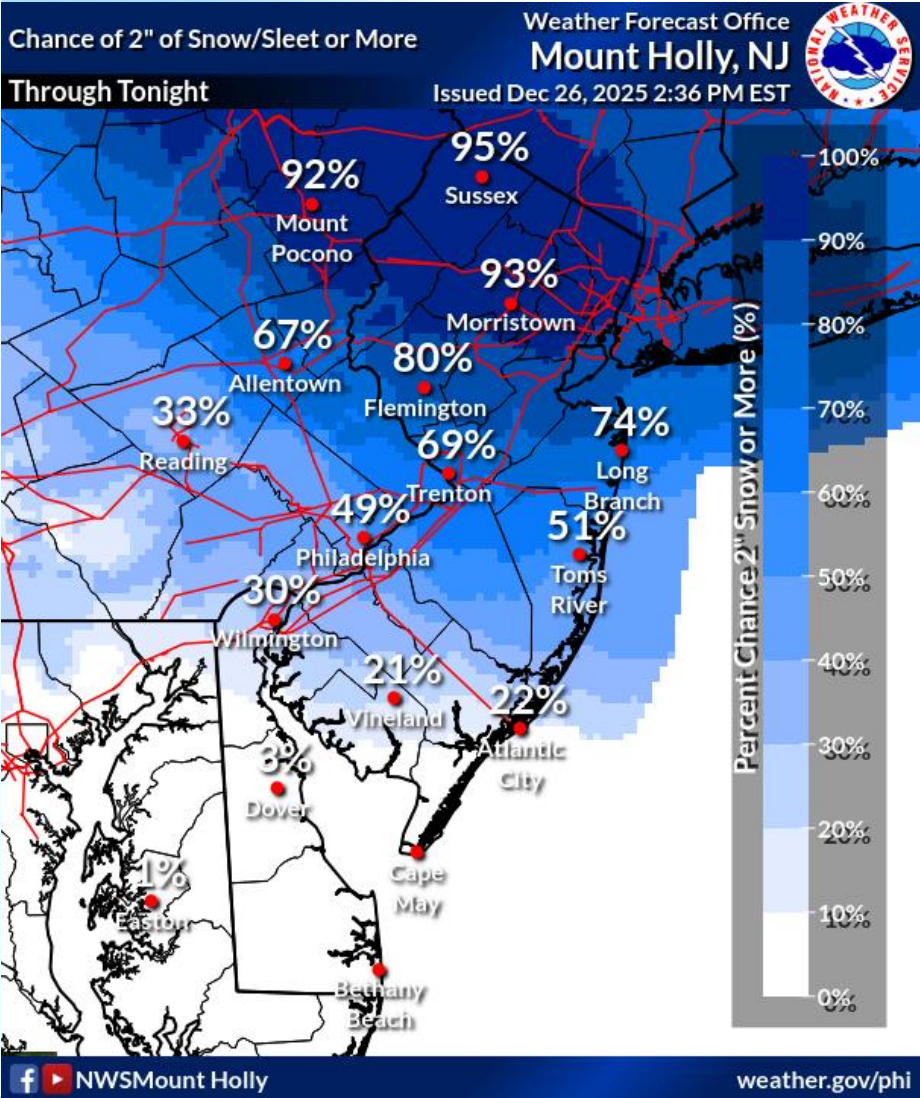 Chance of 2" of Snow/Sleet or More
Through Tonight
Weather Forecast Office
Mount Holly, NJ
Issued Dec 26, 2025 2:36 PM EST
NATIONAL WEATHER SERVICE
95%
Sussex
92%
Mount
Pocono
93%
Morristown
67%
Allentown
80%
Flemington
33%
Reading
74%
Long
Branch
69%
Trenton
49%
Philadelphia
51%
Toms
River
30%
Wilmington
21%
Vineland
22%
Atlantic
City
3%
Dover
Cape
May
1%
Easton
Bethany
Beach
Percent Chance 2" Snow or More (%)
100%
90%
80%
70%
60%
50%
40%
30%
20%
10%
0%
NWSMount Holly
weather.gov/phi